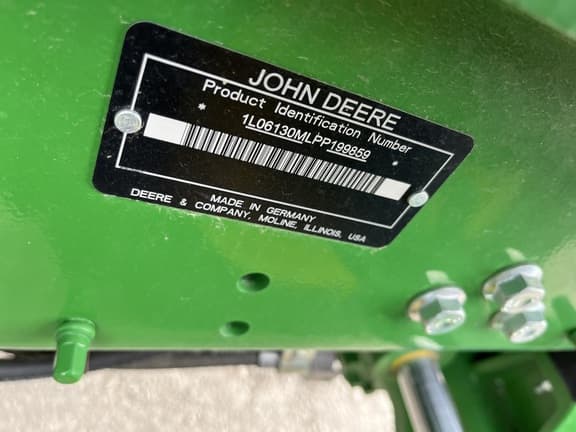 JOHN DEERE
Product Identification Number
* 1L06130MLPP199859 *
MADE IN GERMANY
DEERE & COMPANY, MOLINE, ILLINOIS, USA